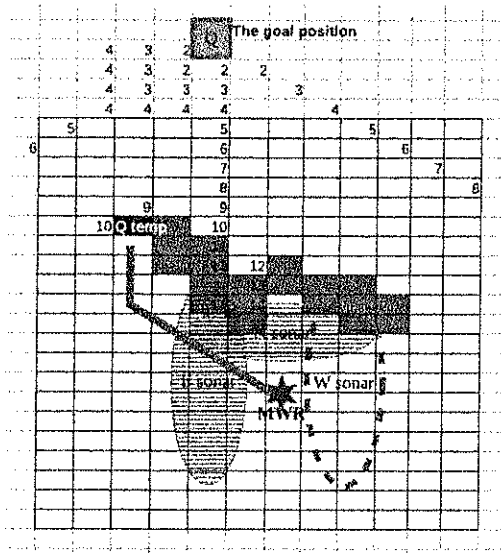 Q The goal position
4 3 2
4 3 2 2 2
4 3 3 3 3
4 4 4 4 4
5 5 5
6 6 6
7 7
8 8
9 9
10 Q temp 10
11 12
sonar
E sonar W sonar
MWR